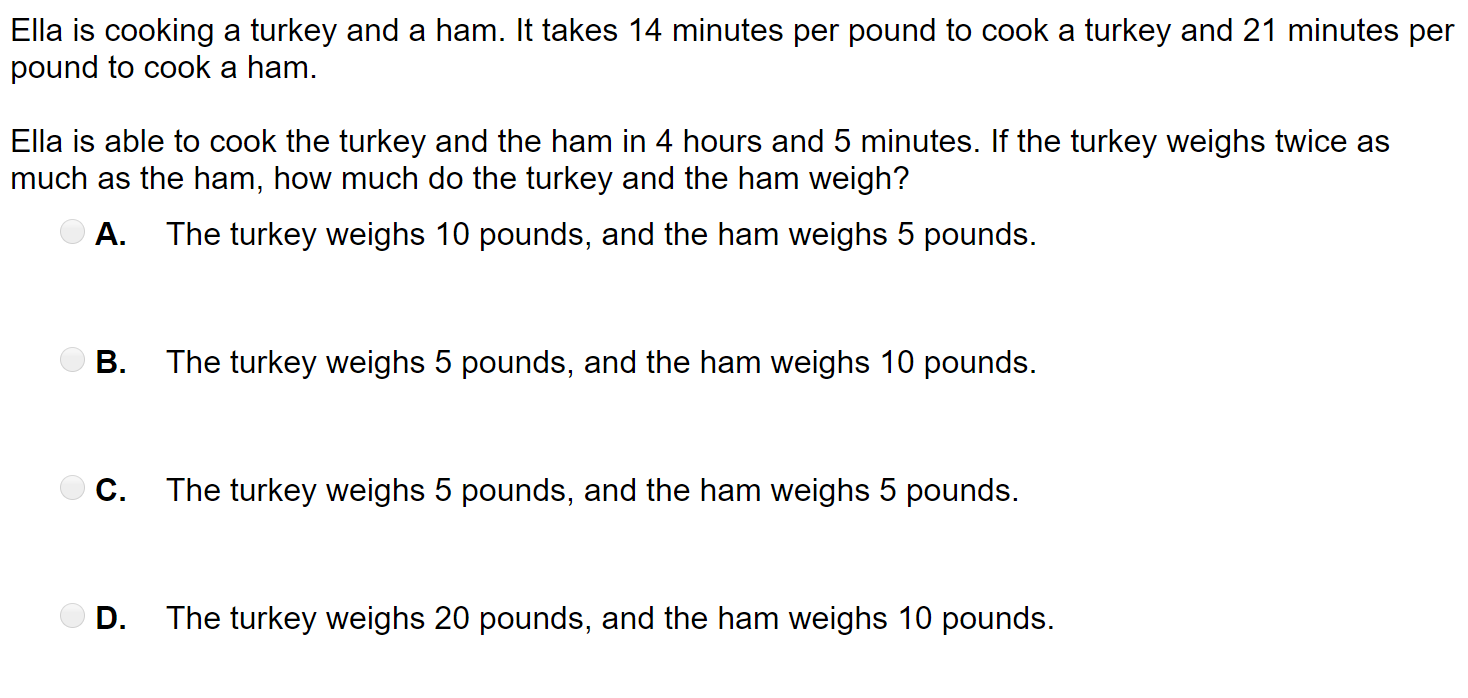 Ella is cooking a turkey and a ham. It takes 14 minutes per pound to cook a turkey and 21 minutes per
pound to cook a ham.
Ella is able to cook the turkey and the ham in 4 hours and 5 minutes. If the turkey weighs twice as
much as the ham, how much do the turkey and the ham weigh?
A. The turkey weighs 10 pounds, and the ham weighs 5 pounds.
B. The turkey weighs 5 pounds, and the ham weighs 10 pounds.
C. The turkey weighs 5 pounds, and the ham weighs 5 pounds.
D. The turkey weighs 20 pounds, and the ham weighs 10 pounds.